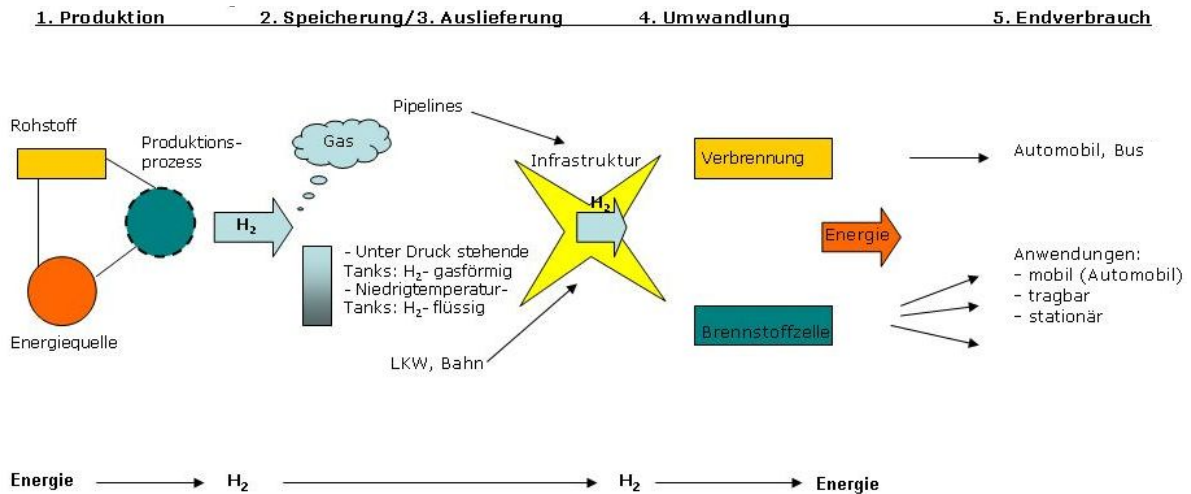 1. Produktion 2. Speicherung/3. Auslieferung 4. Umwandlung 5. Endverbrauch
Rohstoff
Produktions-
prozess
Energiequelle
H₂
Gas
- Unter Druck stehende
Tanks: H₂- gasförmig
- Niedrigtemperatur-
Tanks: H₂- flüssig
Pipelines
Infrastruktur
H₂
LKW, Bahn
Verbrennung
Brennstoffzelle
Energie
Automobil, Bus
Anwendungen:
- mobil (Automobil)
- tragbar
- stationär
Energie H₂ H₂ Energie